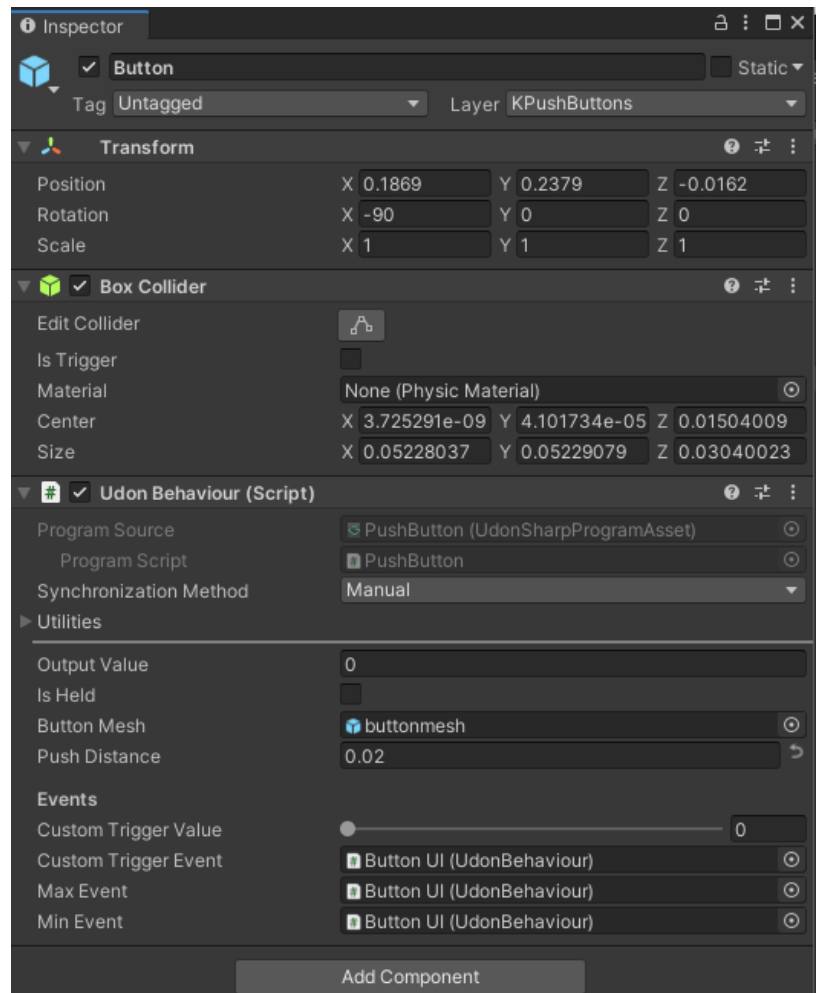 Inspector
Button Static
Tag Untagged Layer KPushButtons
Transform
Position X 0.1869 Y 0.2379 Z -0.0162
Rotation X -90 Y 0 Z 0
Scale X 1 Y 1 Z 1
Box Collider
Edit Collider
Is Trigger
Material None (Physic Material)
Center X 3.725291e-09 Y 4.101734e-05 Z 0.01504009
Size X 0.05228037 Y 0.05229079 Z 0.03040023
# Udon Behaviour (Script)
Program Source PushButton (UdonSharpProgramAsset)
Program Script PushButton
Synchronization Method Manual
Utilities
Output Value 0
Is Held
Button Mesh buttonmesh
Push Distance 0.02
Events
Custom Trigger Value 0
Custom Trigger Event Button UI (UdonBehaviour)
Max Event Button UI (UdonBehaviour)
Min Event Button UI (UdonBehaviour)
Add Component